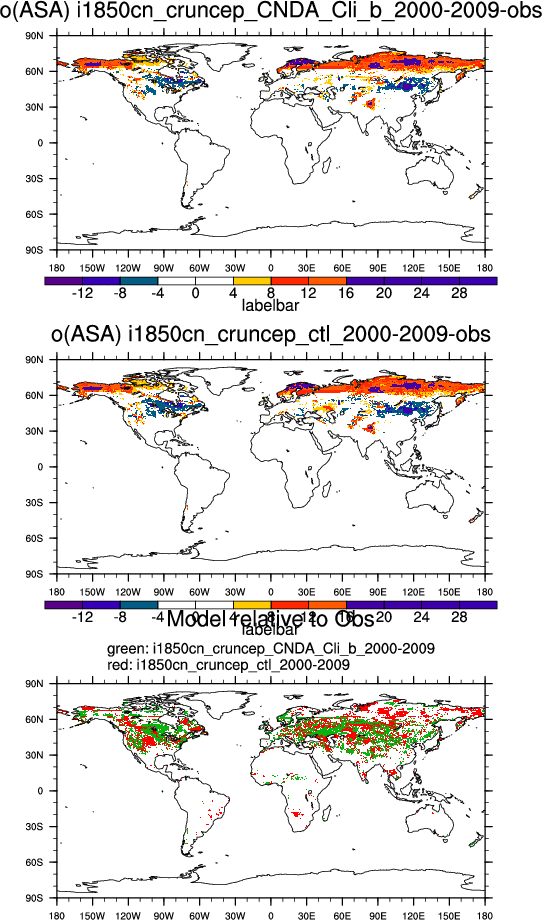 o(ASA) i1850cn_cruncep_CNDA_Cli_b_2000-2009-obs
90N
60N
30N
0
30S
60S
90S
180 150W 120W 90W 60W 30W 0 30E 60E 90E 120E 150E 180
-12 -8 -4 0 4 8 12 16 20 24 28
labelbar
o(ASA) i1850cn_cruncep_ctl_2000-2009-obs
90N
60N
30N
0
30S
60S
90S
180 150W 120W 90W 60W 30W 0 30E 60E 90E 120E 150E 180
-12 -8 -4 0 4 8 12 16 20 24 28
Model relative to Obs
labelbar
green: i1850cn_cruncep_CNDA_Cli_b_2000-2009
red: i1850cn_cruncep_ctl_2000-2009
90N
60N
30N
0
30S
60S
90S
180 150W 120W 90W 60W 30W 0 30E 60E 90E 120E 150E 180